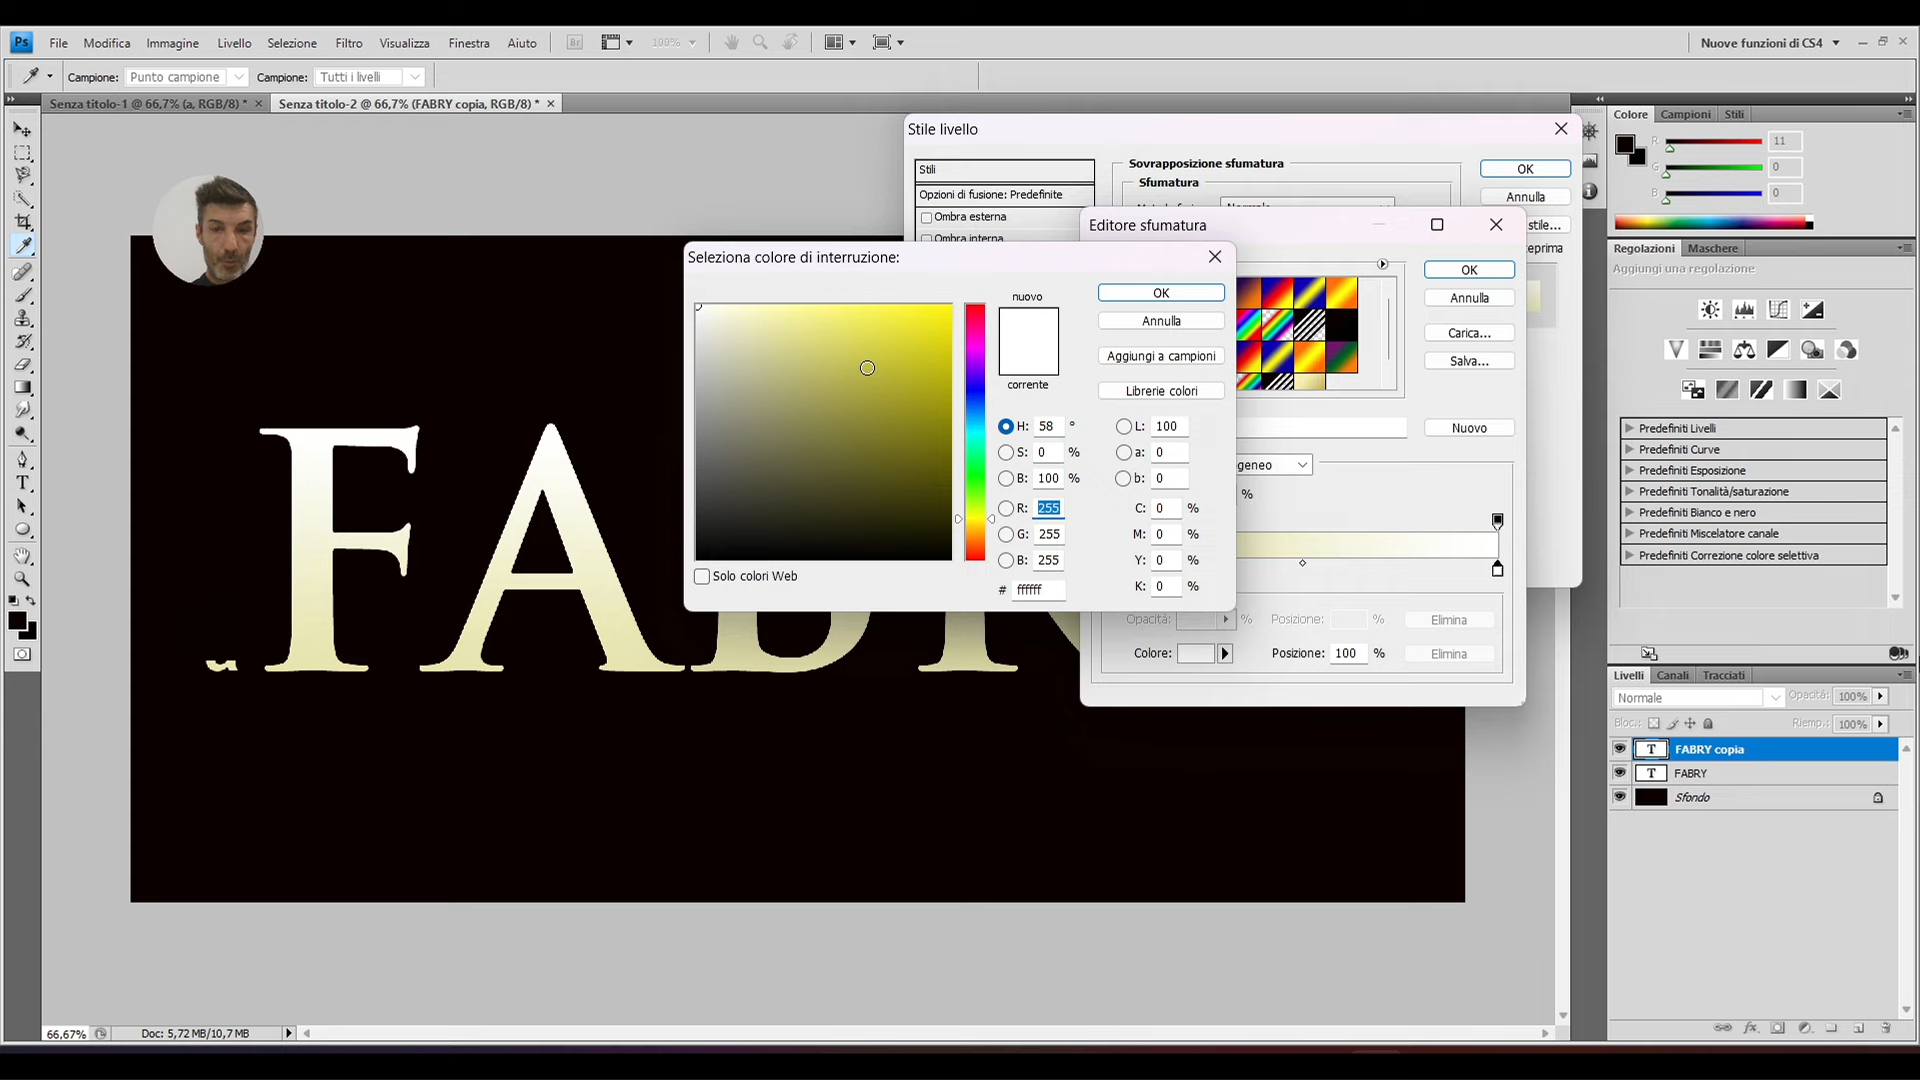 Ps File Modifica Immagine Livello Selezione Filtro Visualizza Finestra Aiuto Br 100% Nuove funzioni di CS4
Campione: Punto campione Campione: Tutti i livelli
Senza titolo-1 @ 66,7% (a, RGB/8) * Senza titolo-2 @ 66,7% (FABRY copia, RGB/8) *
Stile livello
Stili
Opzioni di fusione: Predefinite
Ombra esterna
Ombra interna
Sovrapposizione sfumatura
Sfumatura
Normale
OK
Annulla
stile...
eprima
Editore sfumatura
OK
Annulla
Carica...
Salva...
Nuovo
geneo
%
Opacità: % Posizione: % Elimina
Colore: Posizione: 100 % Elimina
Seleziona colore di interruzione:
nuovo
corrente
OK
Annulla
Aggiungi a campioni
Librerie colori
H: 58 ° L: 100
S: 0 % a: 0
B: 100 % b: 0
R: 255 C: 0 %
G: 255 M: 0 %
B: 255 Y: 0 %
# ffffff K: 0 %
Solo colori Web
FAB
Colore Campioni Stili
R 11
G 0
B 0
Regolazioni Maschere
Aggiungi una regolazione
Predefiniti Livelli
Predefiniti Curve
Predefiniti Esposizione
Predefiniti Tonalità/saturazione
Predefiniti Bianco e nero
Predefiniti Miscelatore canale
Predefiniti Correzione colore selettiva
Livelli Canali Tracciati
Normale Opacità: 100%
Bloc.: Riemp.: 100%
T FABRY copia
T FABRY
Sfondo
66,67% Doc: 5,72 MB/10,7 MB